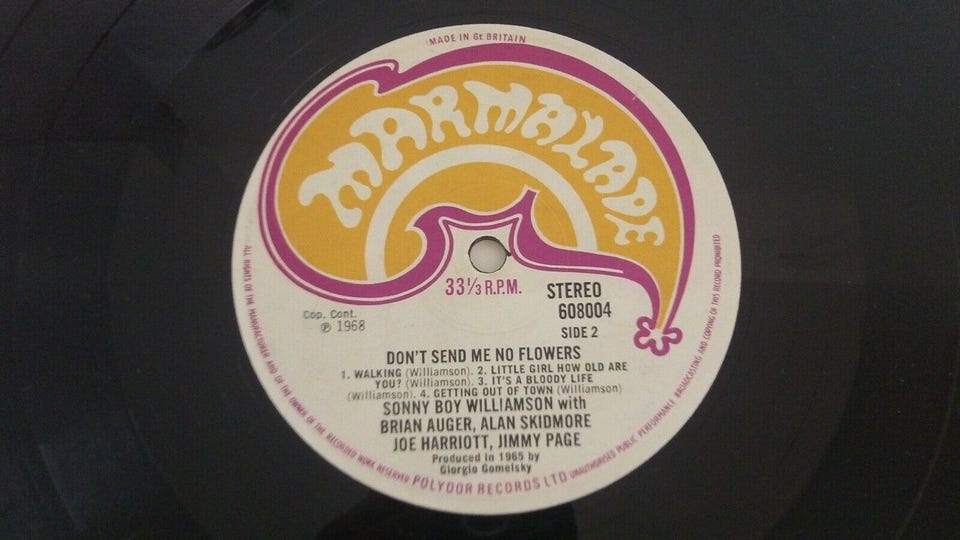 MADE IN Gt BRITAIN
MARMALADE
33⅓ R.P.M.
STEREO
608004
Cop. Cont.
℗ 1968
SIDE 2
DON'T SEND ME NO FLOWERS
1. WALKING (Williamson). 2. LITTLE GIRL HOW OLD ARE
YOU? (Williamson). 3. IT'S A BLOODY LIFE
(Williamson). 4. GETTING OUT OF TOWN (Williamson)
SONNY BOY WILLIAMSON with
BRIAN AUGER, ALAN SKIDMORE
JOE HARRIOTT, JIMMY PAGE
Produced in 1965 by
Giorgio Gomelsky
ALL RIGHTS OF THE MANUFACTURER AND OF THE OWNER OF THE RECORDED WORK RESERVED POLYDOR RECORDS LTD UNAUTHORISED PUBLIC PERFORMANCE BROADCASTING AND COPYING OF THIS RECORD PROHIBITED